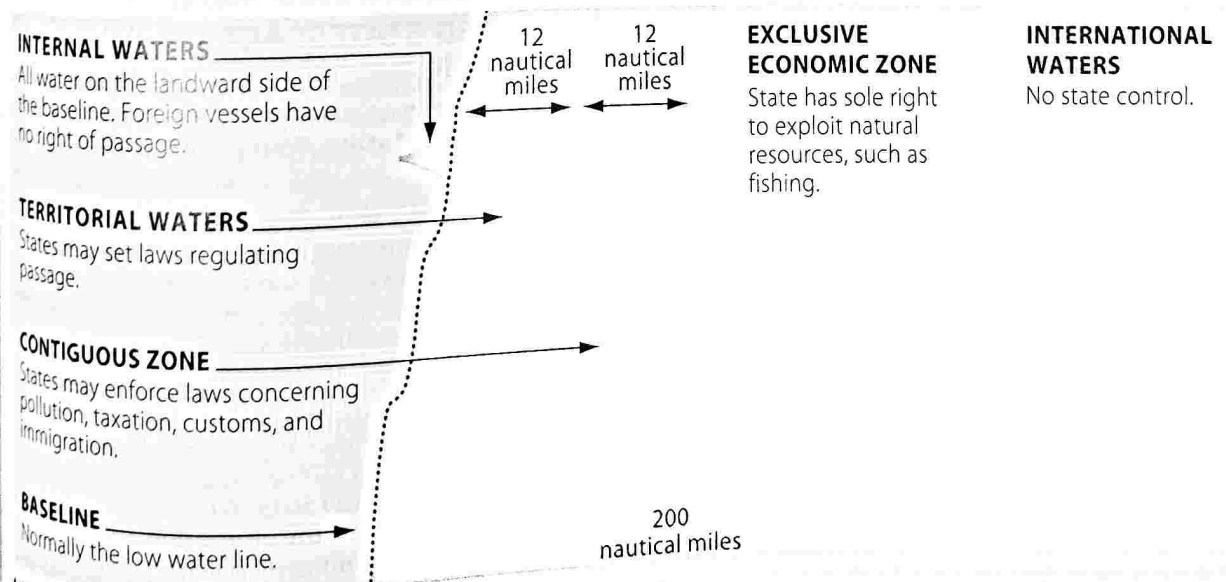 INTERNAL WATERS
All water on the landward side of
the baseline. Foreign vessels have
no right of passage.
TERRITORIAL WATERS
States may set laws regulating
passage.
CONTIGUOUS ZONE
States may enforce laws concerning
pollution, taxation, customs, and
immigration.
BASELINE
Normally the low water line.
12
nautical
miles
12
nautical
miles
200
nautical miles
EXCLUSIVE
ECONOMIC ZONE
State has sole right
to exploit natural
resources, such as
fishing.
INTERNATIONAL
WATERS
No state control.